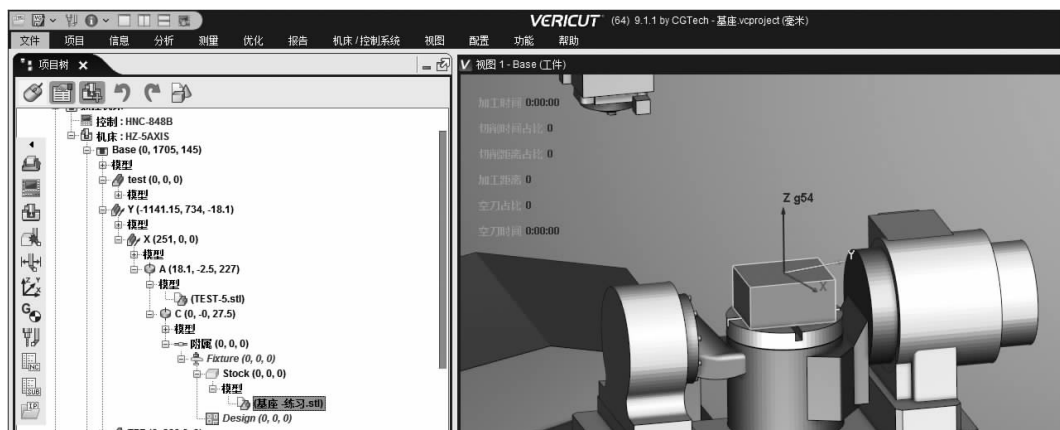 VERICUT (64) 9.1.1 by CGTech - 基座.vcproject (毫米)
文件 项目 信息 分析 测量 优化 报告 机床/控制系统 视图 配置 功能 帮助
项目树
控制 : HNC-848B
机床 : HZ-5AXIS
Base (0, 1705, 145)
模型
test (0, 0, 0)
模型
Y (-1141.15, 734, -18.1)
模型
X (251, 0, 0)
模型
A (18.1, -2.5, 227)
模型
(TEST-5.stl)
C (0, -0, 27.5)
模型
附属 (0, 0, 0)
Fixture (0, 0, 0)
Stock (0, 0, 0)
模型
(基座-练习.stl)
Design (0, 0, 0)
G
NC
SUB
视图 1 - Base (工件)
加工时间 0:00:00
切削时间占比 0
切削距离占比 0
加工距离 0
空刀占比 0
空刀时间 0:00:00
Z g54
Y
X